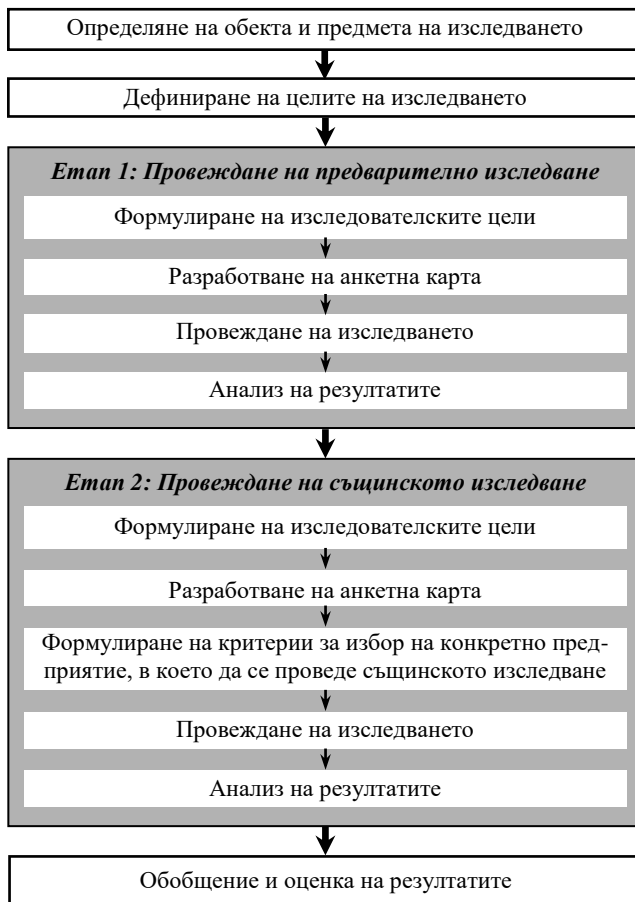 Определяне на обекта и предмета на изследването
Дефиниране на целите на изследването
Етап 1: Провеждане на предварително изследване
Формулиране на изследователските цели
Разработване на анкетна карта
Провеждане на изследването
Анализ на резултатите
Етап 2: Провеждане на същинското изследване
Формулиране на изследователските цели
Разработване на анкетна карта
Формулиране на критерии за избор на конкретно пред-
приятие, в което да се проведе същинското изследване
Провеждане на изследването
Анализ на резултатите
Обобщение и оценка на резултатите